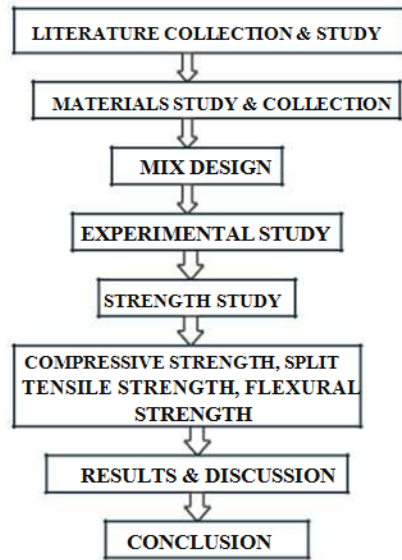 LITERATURE COLLECTION & STUDY
MATERIALS STUDY & COLLECTION
MIX DESIGN
EXPERIMENTAL STUDY
STRENGTH STUDY
COMPRESSIVE STRENGTH, SPLIT
TENSILE STRENGTH, FLEXURAL
STRENGTH
RESULTS & DISCUSSION
CONCLUSION